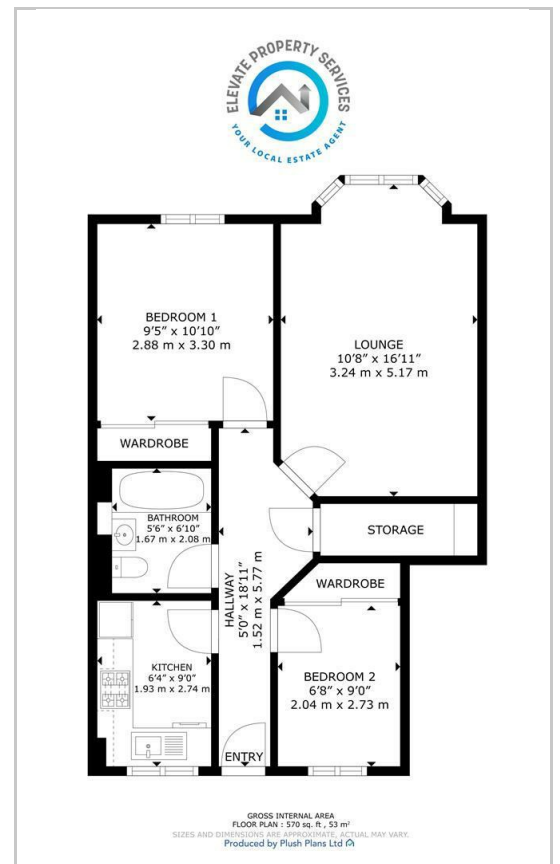 ELEVATE PROPERTY SERVICES
YOUR LOCAL ESTATE AGENT
BEDROOM 1
9'5" x 10'10"
2.88 m x 3.30 m
LOUNGE
10'8" x 16'11"
3.24 m x 5.17 m
WARDROBE
BATHROOM
5'6" x 6'10"
1.67 m x 2.08 m
STORAGE
HALLWAY
5'0" x 18'11"
1.52 m x 5.77 m
WARDROBE
KITCHEN
6'4" x 9'0"
1.93 m x 2.74 m
BEDROOM 2
6'8" x 9'0"
2.04 m x 2.73 m
ENTRY
GROSS INTERNAL AREA
FLOOR PLAN : 570 sq. ft , 53 m²
SIZES AND DIMENSIONS ARE APPROXIMATE, ACTUAL MAY VARY.
Produced by Plush Plans Ltd